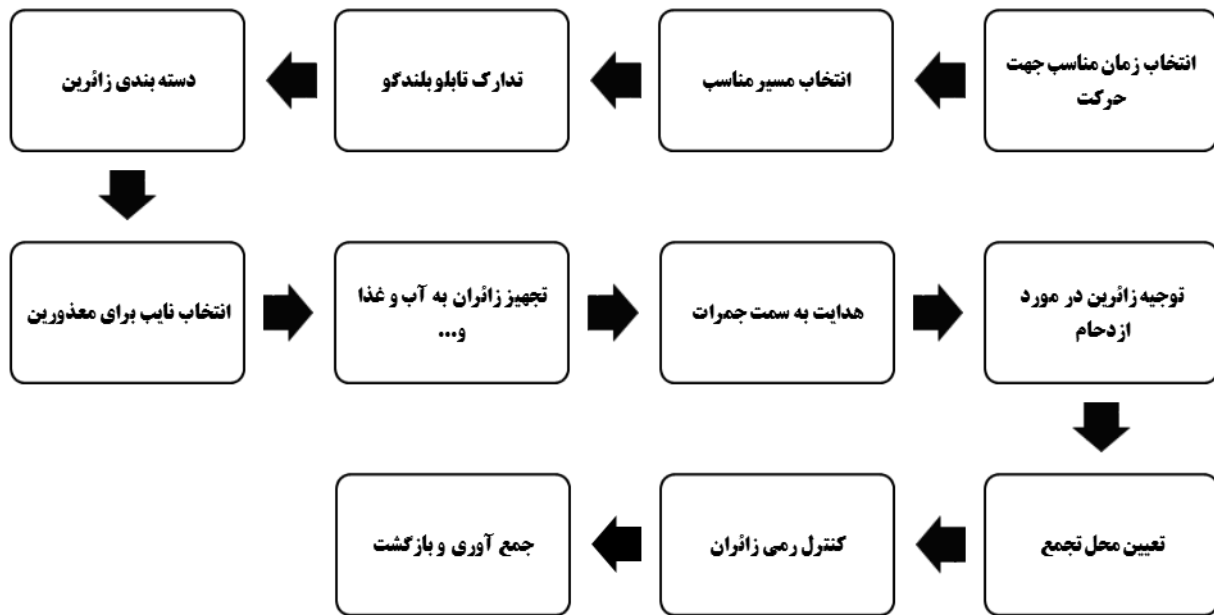 انتخاب زمان مناسب جهت
حرکت
انتخاب مسیر مناسب
تدارک تابلو بلندگو
دسته بندی زائرین
انتخاب نایب برای معذورین
تجهیز زائران به آب و غذا
و...
هدایت به سمت جمرات
توجیه زائرین در مورد
ازدحام
تعیین محل تجمع
کنترل رمی زائران
جمع آوری و بازگشت